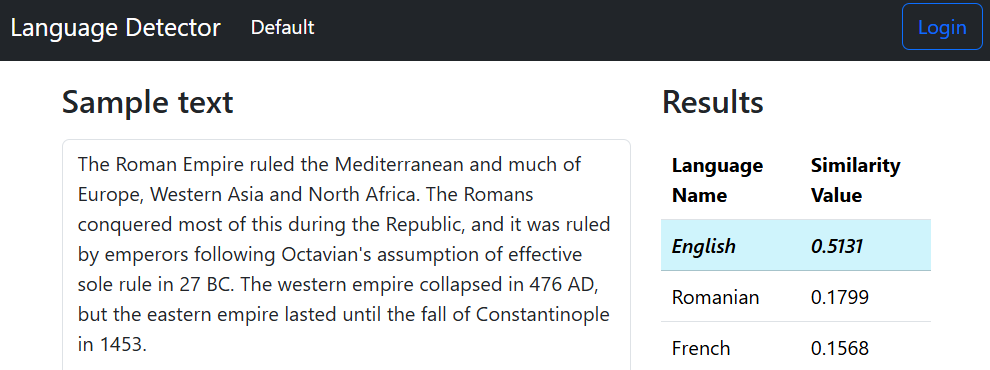 Language Detector Default Login
Sample text
The Roman Empire ruled the Mediterranean and much of
Europe, Western Asia and North Africa. The Romans
conquered most of this during the Republic, and it was ruled
by emperors following Octavian's assumption of effective
sole rule in 27 BC. The western empire collapsed in 476 AD,
but the eastern empire lasted until the fall of Constantinople
in 1453.
Results
Language Name Similarity Value
English 0.5131
Romanian 0.1799
French 0.1568